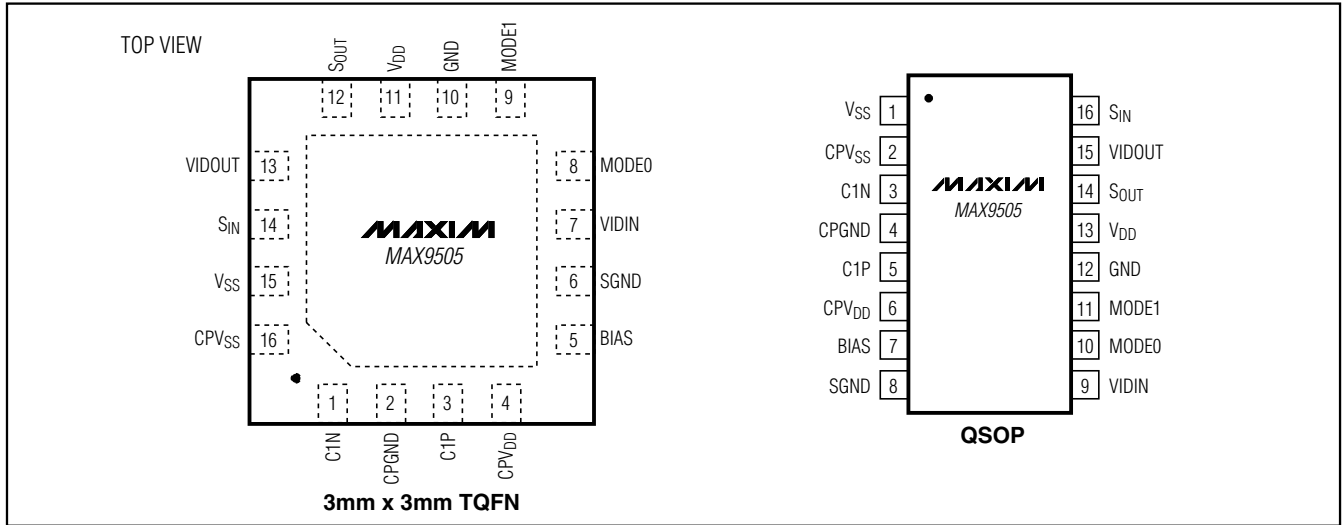 TOP VIEW
SOUT
VDD
GND
MODE1
12
11
10
9
VIDOUT 13
SIN 14
VSS 15
CPVSS 16
8 MODE0
7 VIDIN
6 SGND
5 BIAS
MAXIM
MAX9505
1
2
3
4
C1N
CPGND
C1P
CPVDD
3mm x 3mm TQFN
VSS 1
CPVSS 2
C1N 3
CPGND 4
C1P 5
CPVDD 6
BIAS 7
SGND 8
MAXIM
MAX9505
16 SIN
15 VIDOUT
14 SOUT
13 VDD
12 GND
11 MODE1
10 MODE0
9 VIDIN
QSOP